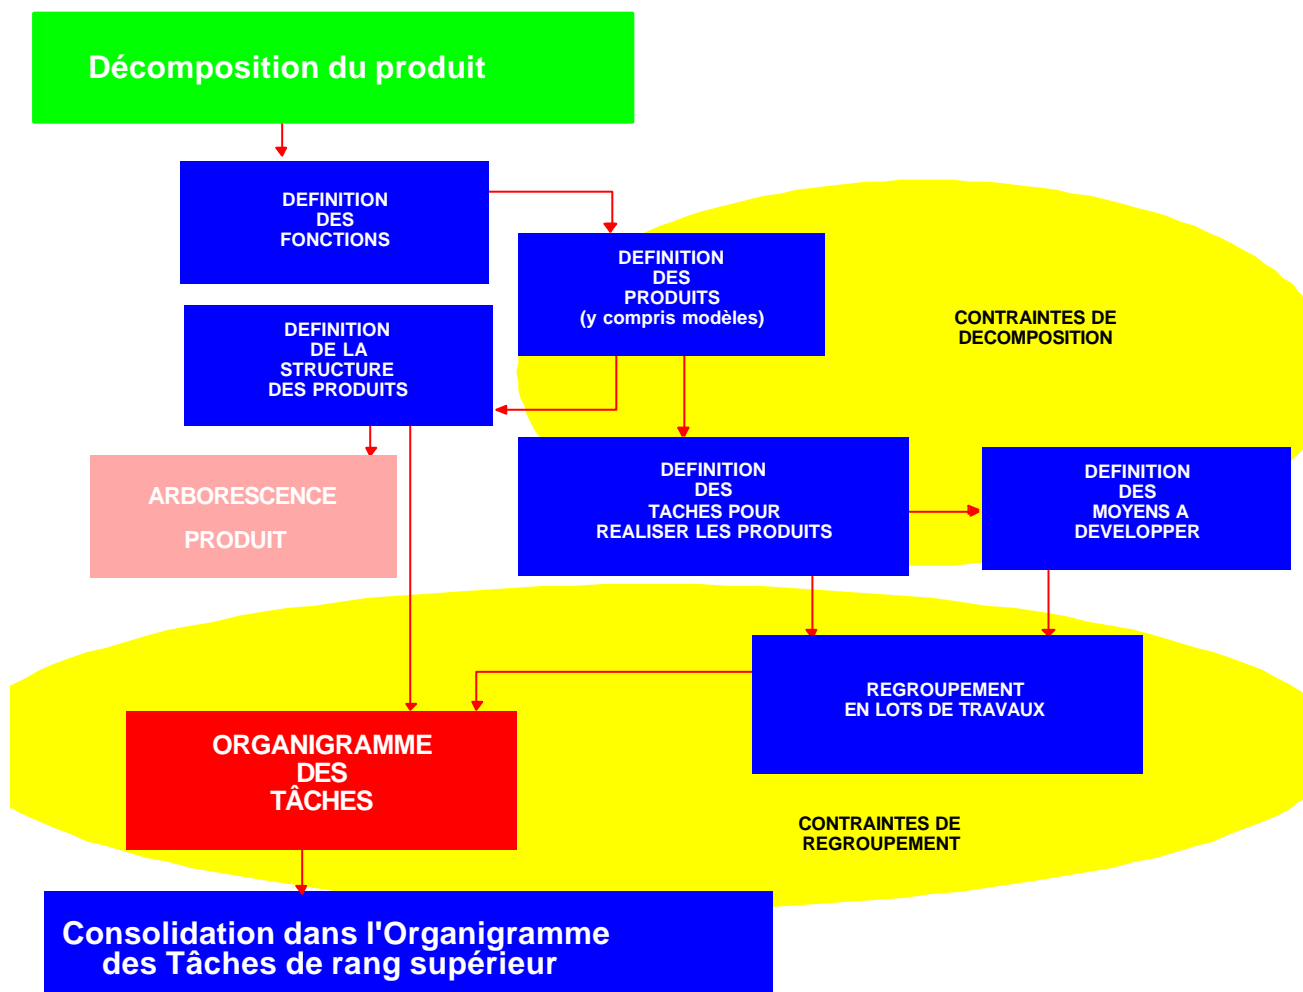 Décomposition du produit
DEFINITION
DES
FONCTIONS
DEFINITION
DES
PRODUITS
(y compris modèles)
CONTRAINTES DE
DECOMPOSITION
DEFINITION
DE LA
STRUCTURE
DES PRODUITS
ARBORESCENCE
PRODUIT
DEFINITION
DES
TACHES POUR
REALISER LES PRODUITS
DEFINITION
DES
MOYENS A
DEVELOPPER
REGROUPEMENT
EN LOTS DE TRAVAUX
ORGANIGRAMME
DES
TÂCHES
CONTRAINTES DE
REGROUPEMENT
Consolidation dans l'Organigramme
des Tâches de rang supérieur